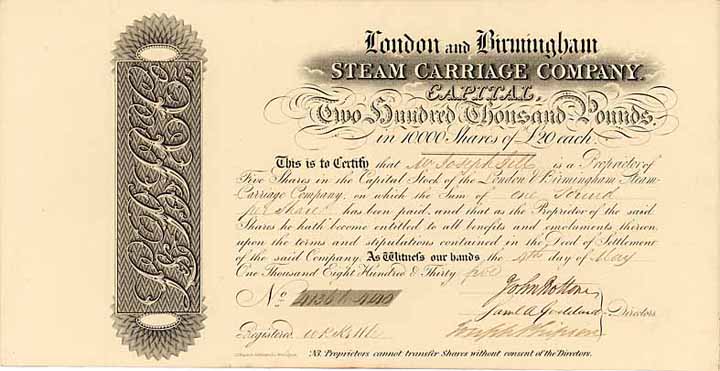 London and Birmingham
STEAM CARRIAGE COMPANY.
CAPITAL,
Two Hundred Thousand Pounds.
in 10000 Shares of £20 each
This is to Certify that Mr Joseph Gill is a Proprietor of
Five Shares in the Capital Stock of the London & Birmingham Steam-
Carriage Company, on which the Sum of one Pound
per Share has been paid, and that as the Proprietor of the said
Shares he hath become entitled to all benefits and emoluments thereon
upon the terms and stipulations contained in the Deed of Settlement
of the said Company. As Witness our hands the day of May
One Thousand Eight Hundred & Thirty five
No
John
Directors
Joseph
Registered
NB. Proprietors cannot transfer Shares without consent of the Directors.